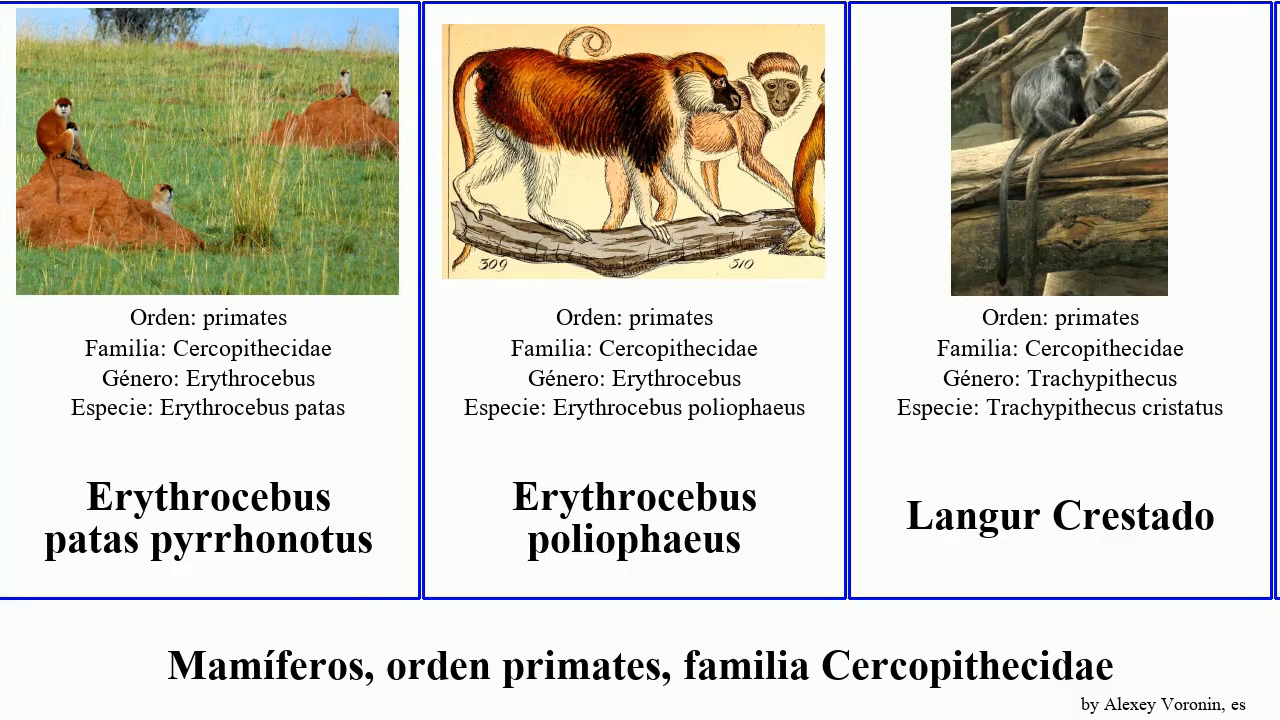 309
310
Orden: primates
Familia: Cercopithecidae
Género: Erythrocebus
Especie: Erythrocebus patas
Erythrocebus
patas pyrrhonotus
Orden: primates
Familia: Cercopithecidae
Género: Erythrocebus
Especie: Erythrocebus poliophaeus
Erythrocebus
poliophaeus
Orden: primates
Familia: Cercopithecidae
Género: Trachypithecus
Especie: Trachypithecus cristatus
Langur Crestado
Mamíferos, orden primates, familia Cercopithecidae
by Alexey Voronin, es